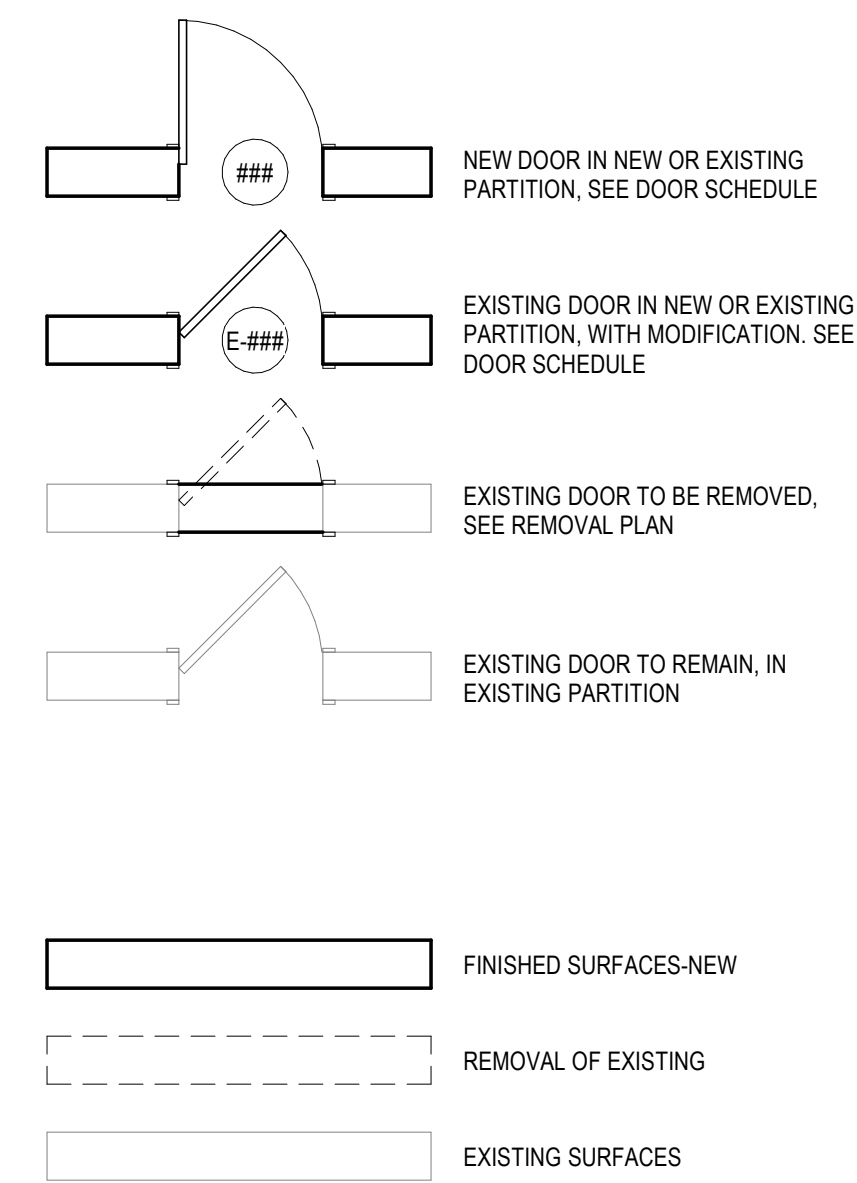 ###
NEW DOOR IN NEW OR EXISTING
PARTITION, SEE DOOR SCHEDULE
E-###
EXISTING DOOR IN NEW OR EXISTING
PARTITION, WITH MODIFICATION. SEE
DOOR SCHEDULE
EXISTING DOOR TO BE REMOVED,
SEE REMOVAL PLAN
EXISTING DOOR TO REMAIN, IN
EXISTING PARTITION
FINISHED SURFACES-NEW
REMOVAL OF EXISTING
EXISTING SURFACES